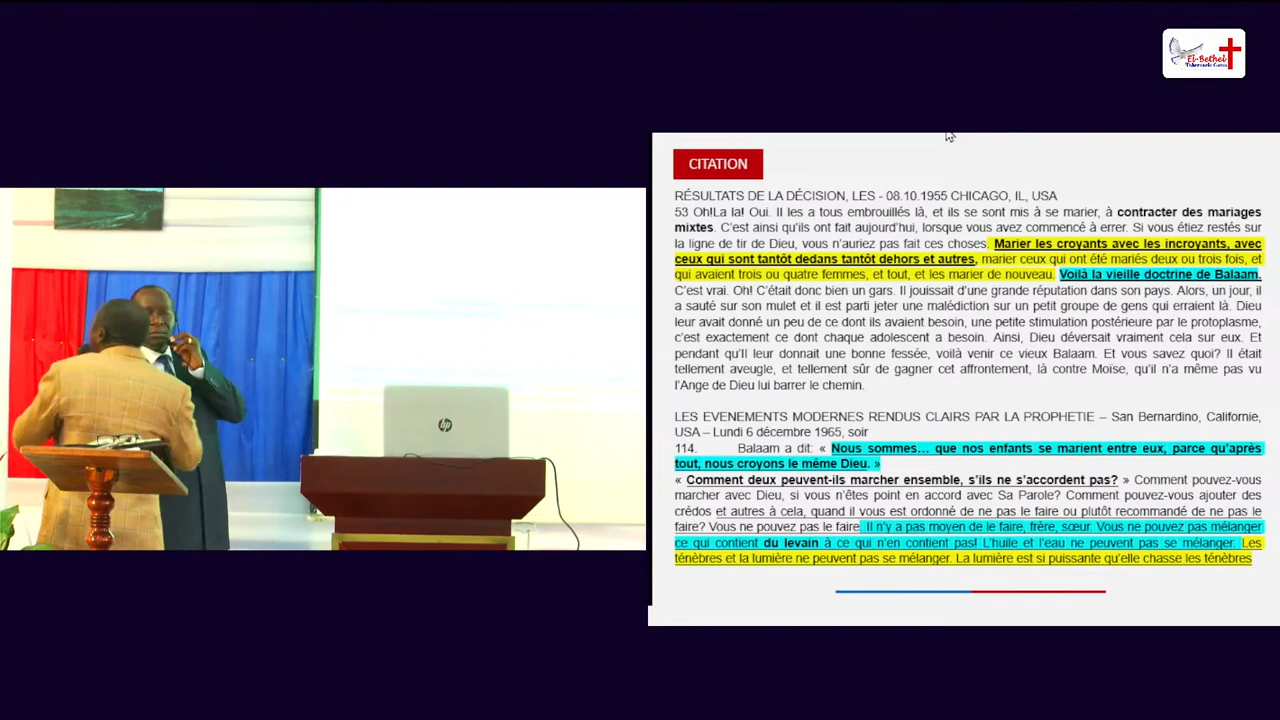 El-Bethel
CITATION
RÉSULTATS DE LA DÉCISION, LES - 08.10.1955 CHICAGO, IL, USA
53 Oh!La la! Oui. Il les a tous embrouillés là, et ils se sont mis à se marier, à contracter des mariages
mixtes. C'est ainsi qu'ils ont fait aujourd'hui, lorsque vous avez commencé à errer. Si vous étiez restés sur
la ligne de tir de Dieu, vous n'auriez pas fait ces choses. Marier les croyants avec les incroyants, avec
ceux qui sont tantôt dedans tantôt dehors et autres, marier ceux qui ont été mariés deux ou trois fois, et
qui avaient trois ou quatre femmes, et tout, et les marier de nouveau. Voilà la vieille doctrine de Balaam.
C'est vrai. Oh! C'était donc bien un gars. Il jouissait d'une grande réputation dans son pays. Alors, un jour, il
a sauté sur son mulet et il est parti jeter une malédiction sur un petit groupe de gens qui erraient là. Dieu
leur avait donné un peu de ce dont ils avaient besoin, une petite stimulation postérieure par le protoplasme,
c'est exactement ce dont chaque adolescent a besoin. Ainsi, Dieu déversait vraiment cela sur eux. Et
pendant qu'Il leur donnait une bonne fessée, voilà venir ce vieux Balaam. Et vous savez quoi? Il était
tellement aveugle, et tellement sûr de gagner cet affrontement, là contre Moïse, qu'il n'a même pas vu
l'Ange de Dieu lui barrer le chemin.
LES EVENEMENTS MODERNES RENDUS CLAIRS PAR LA PROPHETIE – San Bernardino, Californie,
USA – Lundi 6 décembre 1965, soir
114. Balaam a dit: « Nous sommes… que nos enfants se marient entre eux, parce qu'après
tout, nous croyons le même Dieu. »
« Comment deux peuvent-ils marcher ensemble, s'ils ne s'accordent pas? » Comment pouvez-vous
marcher avec Dieu, si vous n'êtes point en accord avec Sa Parole? Comment pouvez-vous ajouter des
crédos et autres à cela, quand il vous est ordonné de ne pas le faire ou plutôt recommandé de ne pas le
faire? Vous ne pouvez pas le faire. Il n'y a pas moyen de le faire, frère, sœur. Vous ne pouvez pas mélanger
ce qui contient du levain à ce qui n'en contient pas! L'huile et l'eau ne peuvent pas se mélanger. Les
ténèbres et la lumière ne peuvent pas se mélanger. La lumière est si puissante qu'elle chasse les ténèbres
hp